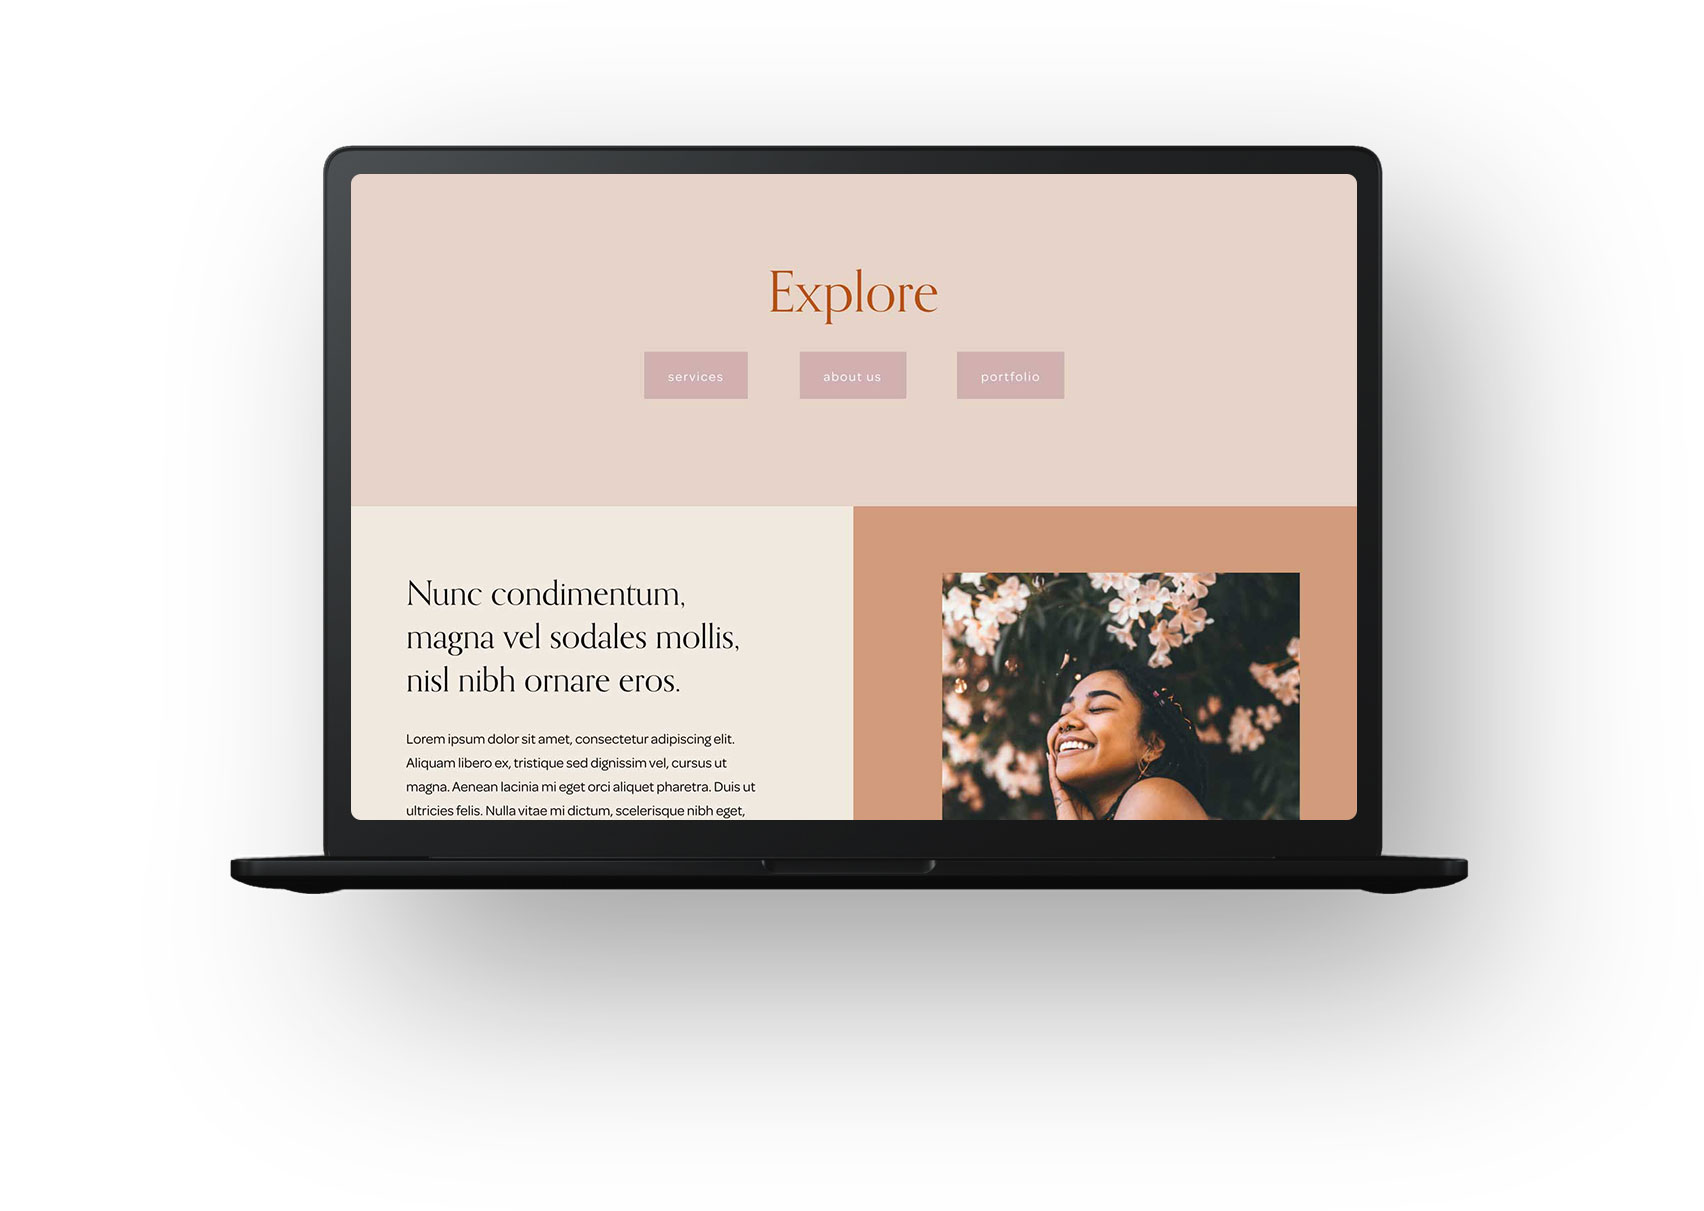 Explore
services
about us
portfolio
Nunc condimentum,
magna vel sodales mollis,
nisl nibh ornare eros.
Lorem ipsum dolor sit amet, consectetur adipiscing elit.
Aliquam libero ex, tristique sed dignissim vel, cursus ut
magna. Aenean lacinia mi eget orci aliquet pharetra. Duis ut
ultricies felis. Nulla vitae mi dictum, scelerisque nibh eget,